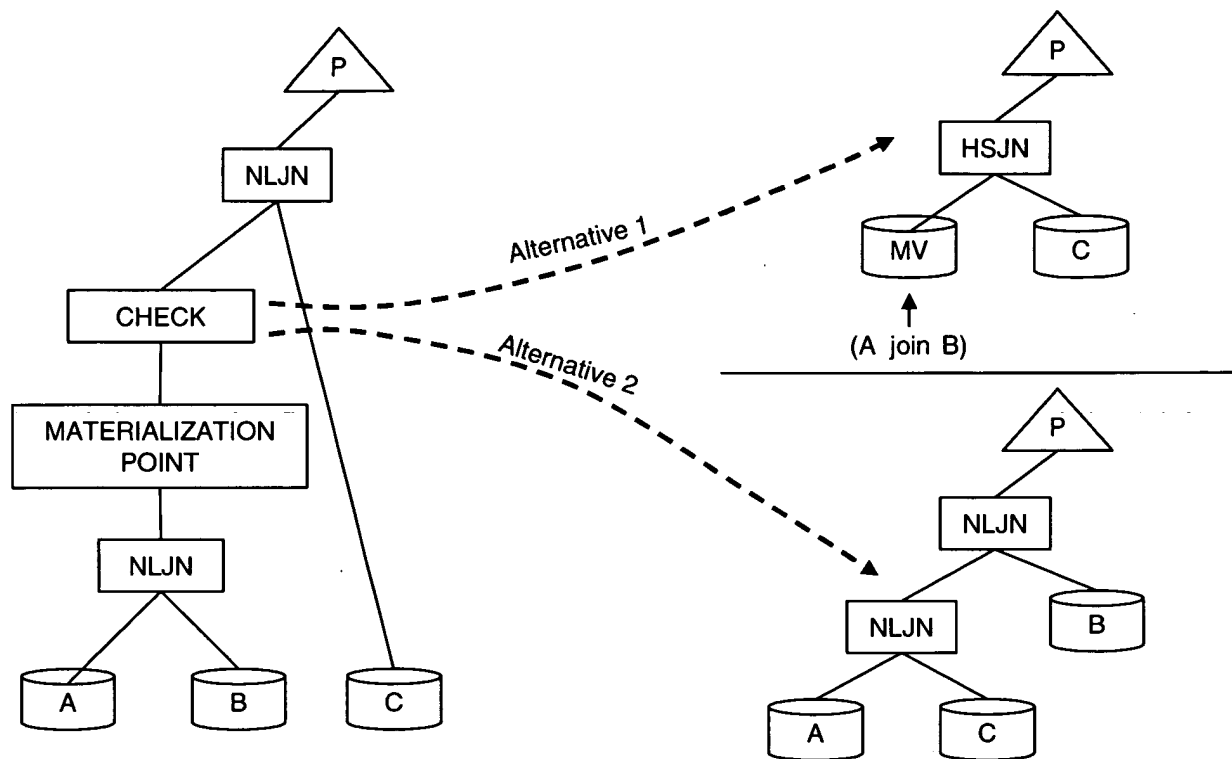 P
NLJN
CHECK
MATERIALIZATION
POINT
NLJN
A
B
C
Alternative 1
Alternative 2
P
HSJN
MV
C
(A join B)
P
NLJN
NLJN
B
A
C